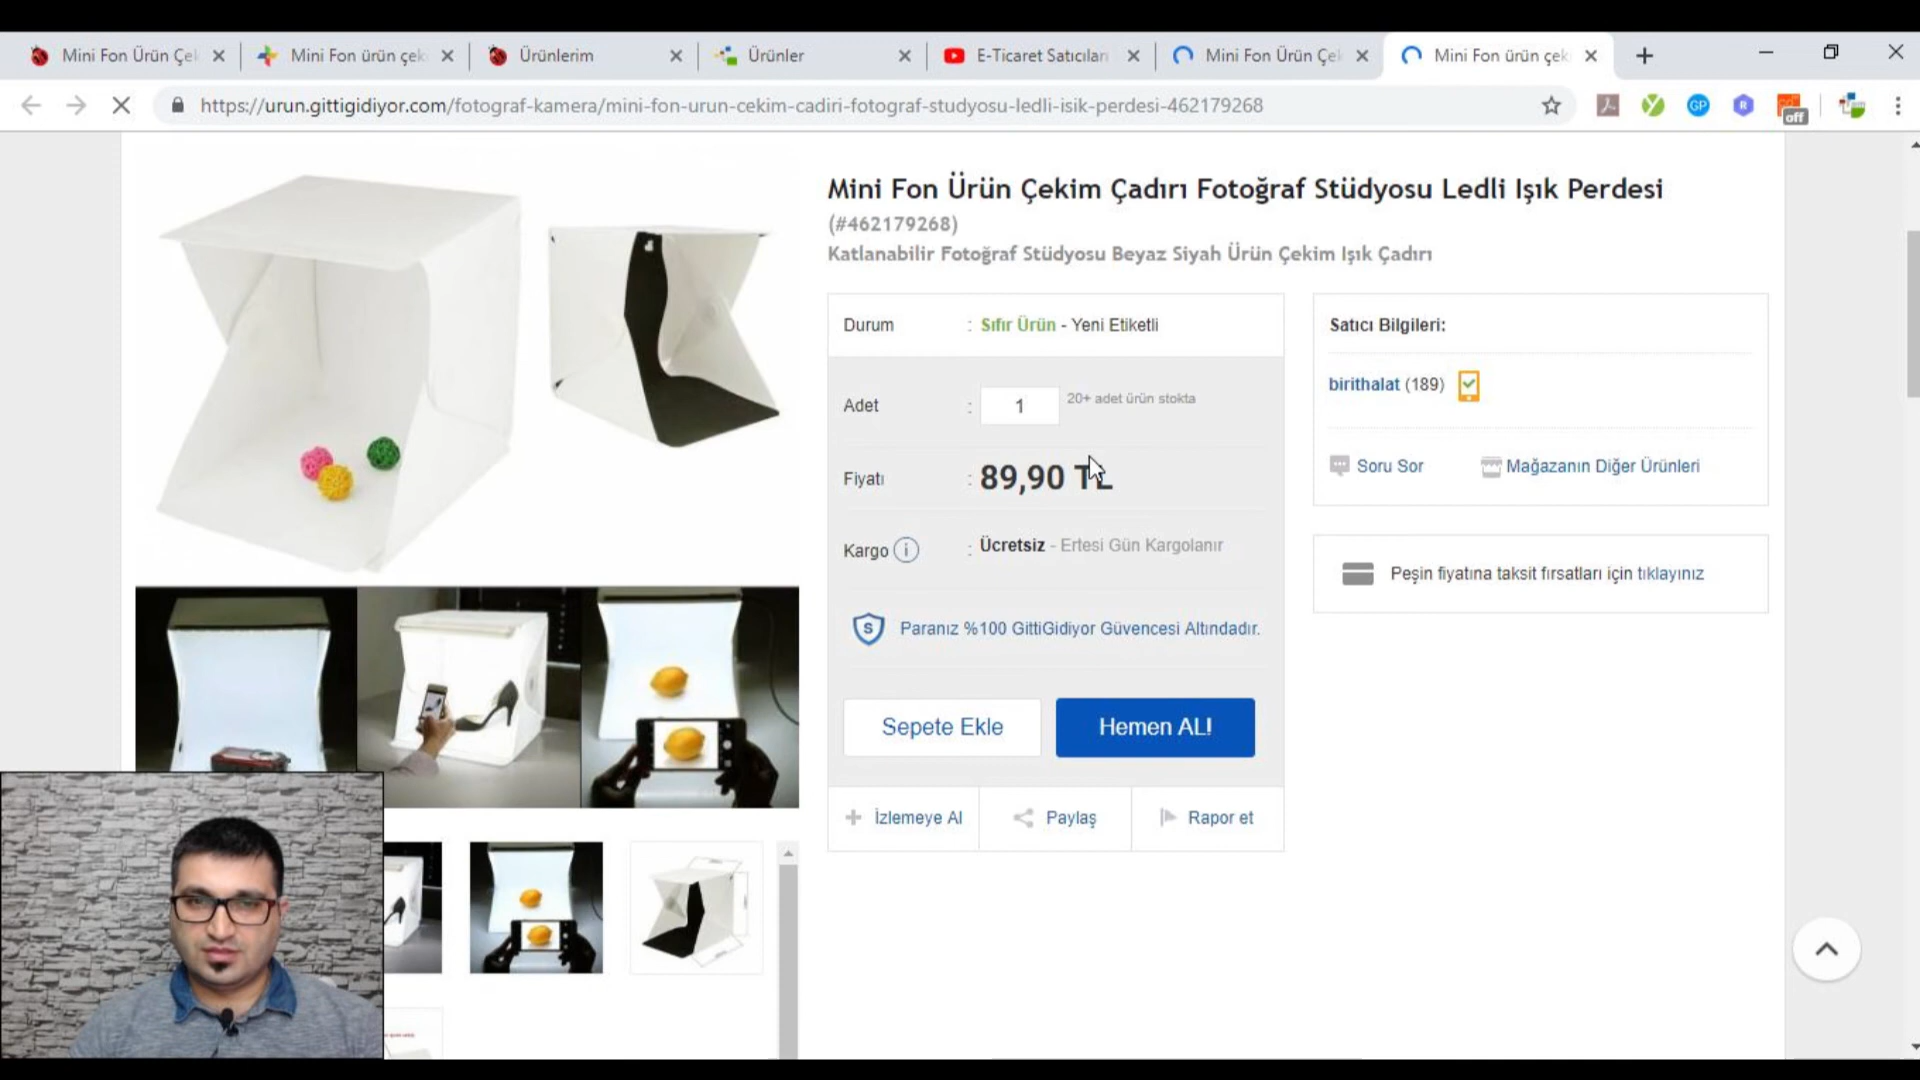 Mini Fon Ürün Çek
Mini Fon ürün çek
Ürünlerim
Ürünler
E-Ticaret Satıcıları
Mini Fon Ürün Çek
Mini Fon ürün çek
https://urun.gittigidiyor.com/fotograf-kamera/mini-fon-urun-cekim-cadiri-fotograf-studyosu-ledli-isik-perdesi-462179268
GP
R
off
Mini Fon Ürün Çekim Çadırı Fotoğraf Stüdyosu Ledli Işık Perdesi
(#462179268)
Katlanabilir Fotoğraf Stüdyosu Beyaz Siyah Ürün Çekim Işık Çadırı
Durum : Sıfır Ürün - Yeni Etiketli
Adet : 1 20+ adet ürün stokta
Fiyatı : 89,90 TL
Kargo i : Ücretsiz - Ertesi Gün Kargolanır
S Paranız %100 GittiGidiyor Güvencesi Altındadır.
Sepete Ekle
Hemen AL!
İzlemeye Al
Paylaş
Rapor et
Satıcı Bilgileri:
birithalat (189)
Soru Sor
Mağazanın Diğer Ürünleri
Peşin fiyatına taksit fırsatları için tıklayınız